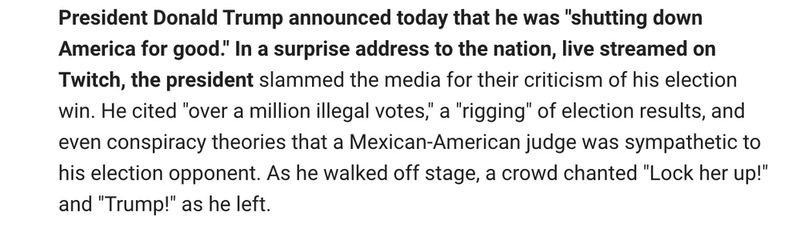 President Donald Trump announced today that he was "shutting down
America for good." In a surprise address to the nation, live streamed on
Twitch, the president slammed the media for their criticism of his election
win. He cited "over a million illegal votes," a "rigging" of election results, and
even conspiracy theories that a Mexican-American judge was sympathetic to
his election opponent. As he walked off stage, a crowd chanted "Lock her up!"
and "Trump!" as he left.